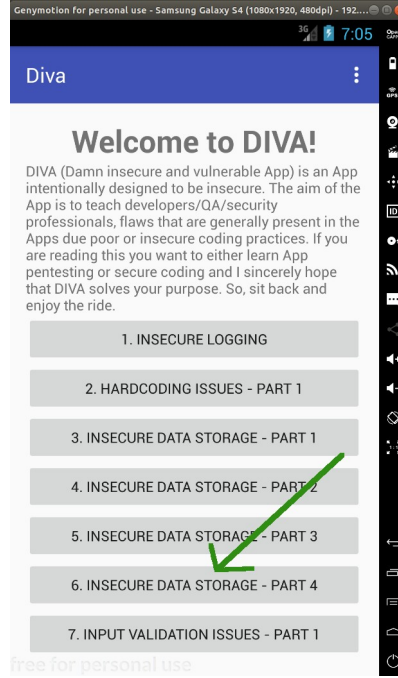 Genymotion for personal use - Samsung Galaxy S4 (1080x1920, 480dpi) - 192....
3G 7:05
Diva
Welcome to DIVA!
DIVA (Damn insecure and vulnerable App) is an App
intentionally designed to be insecure. The aim of the
App is to teach developers/QA/security
professionals, flaws that are generally present in the
Apps due poor or insecure coding practices. If you
are reading this you want to either learn App
pentesting or secure coding and I sincerely hope
that DIVA solves your purpose. So, sit back and
enjoy the ride.
1. INSECURE LOGGING
2. HARDCODING ISSUES - PART 1
3. INSECURE DATA STORAGE - PART 1
4. INSECURE DATA STORAGE - PART 2
5. INSECURE DATA STORAGE - PART 3
6. INSECURE DATA STORAGE - PART 4
7. INPUT VALIDATION ISSUES - PART 1
free for personal use
GPS
ID